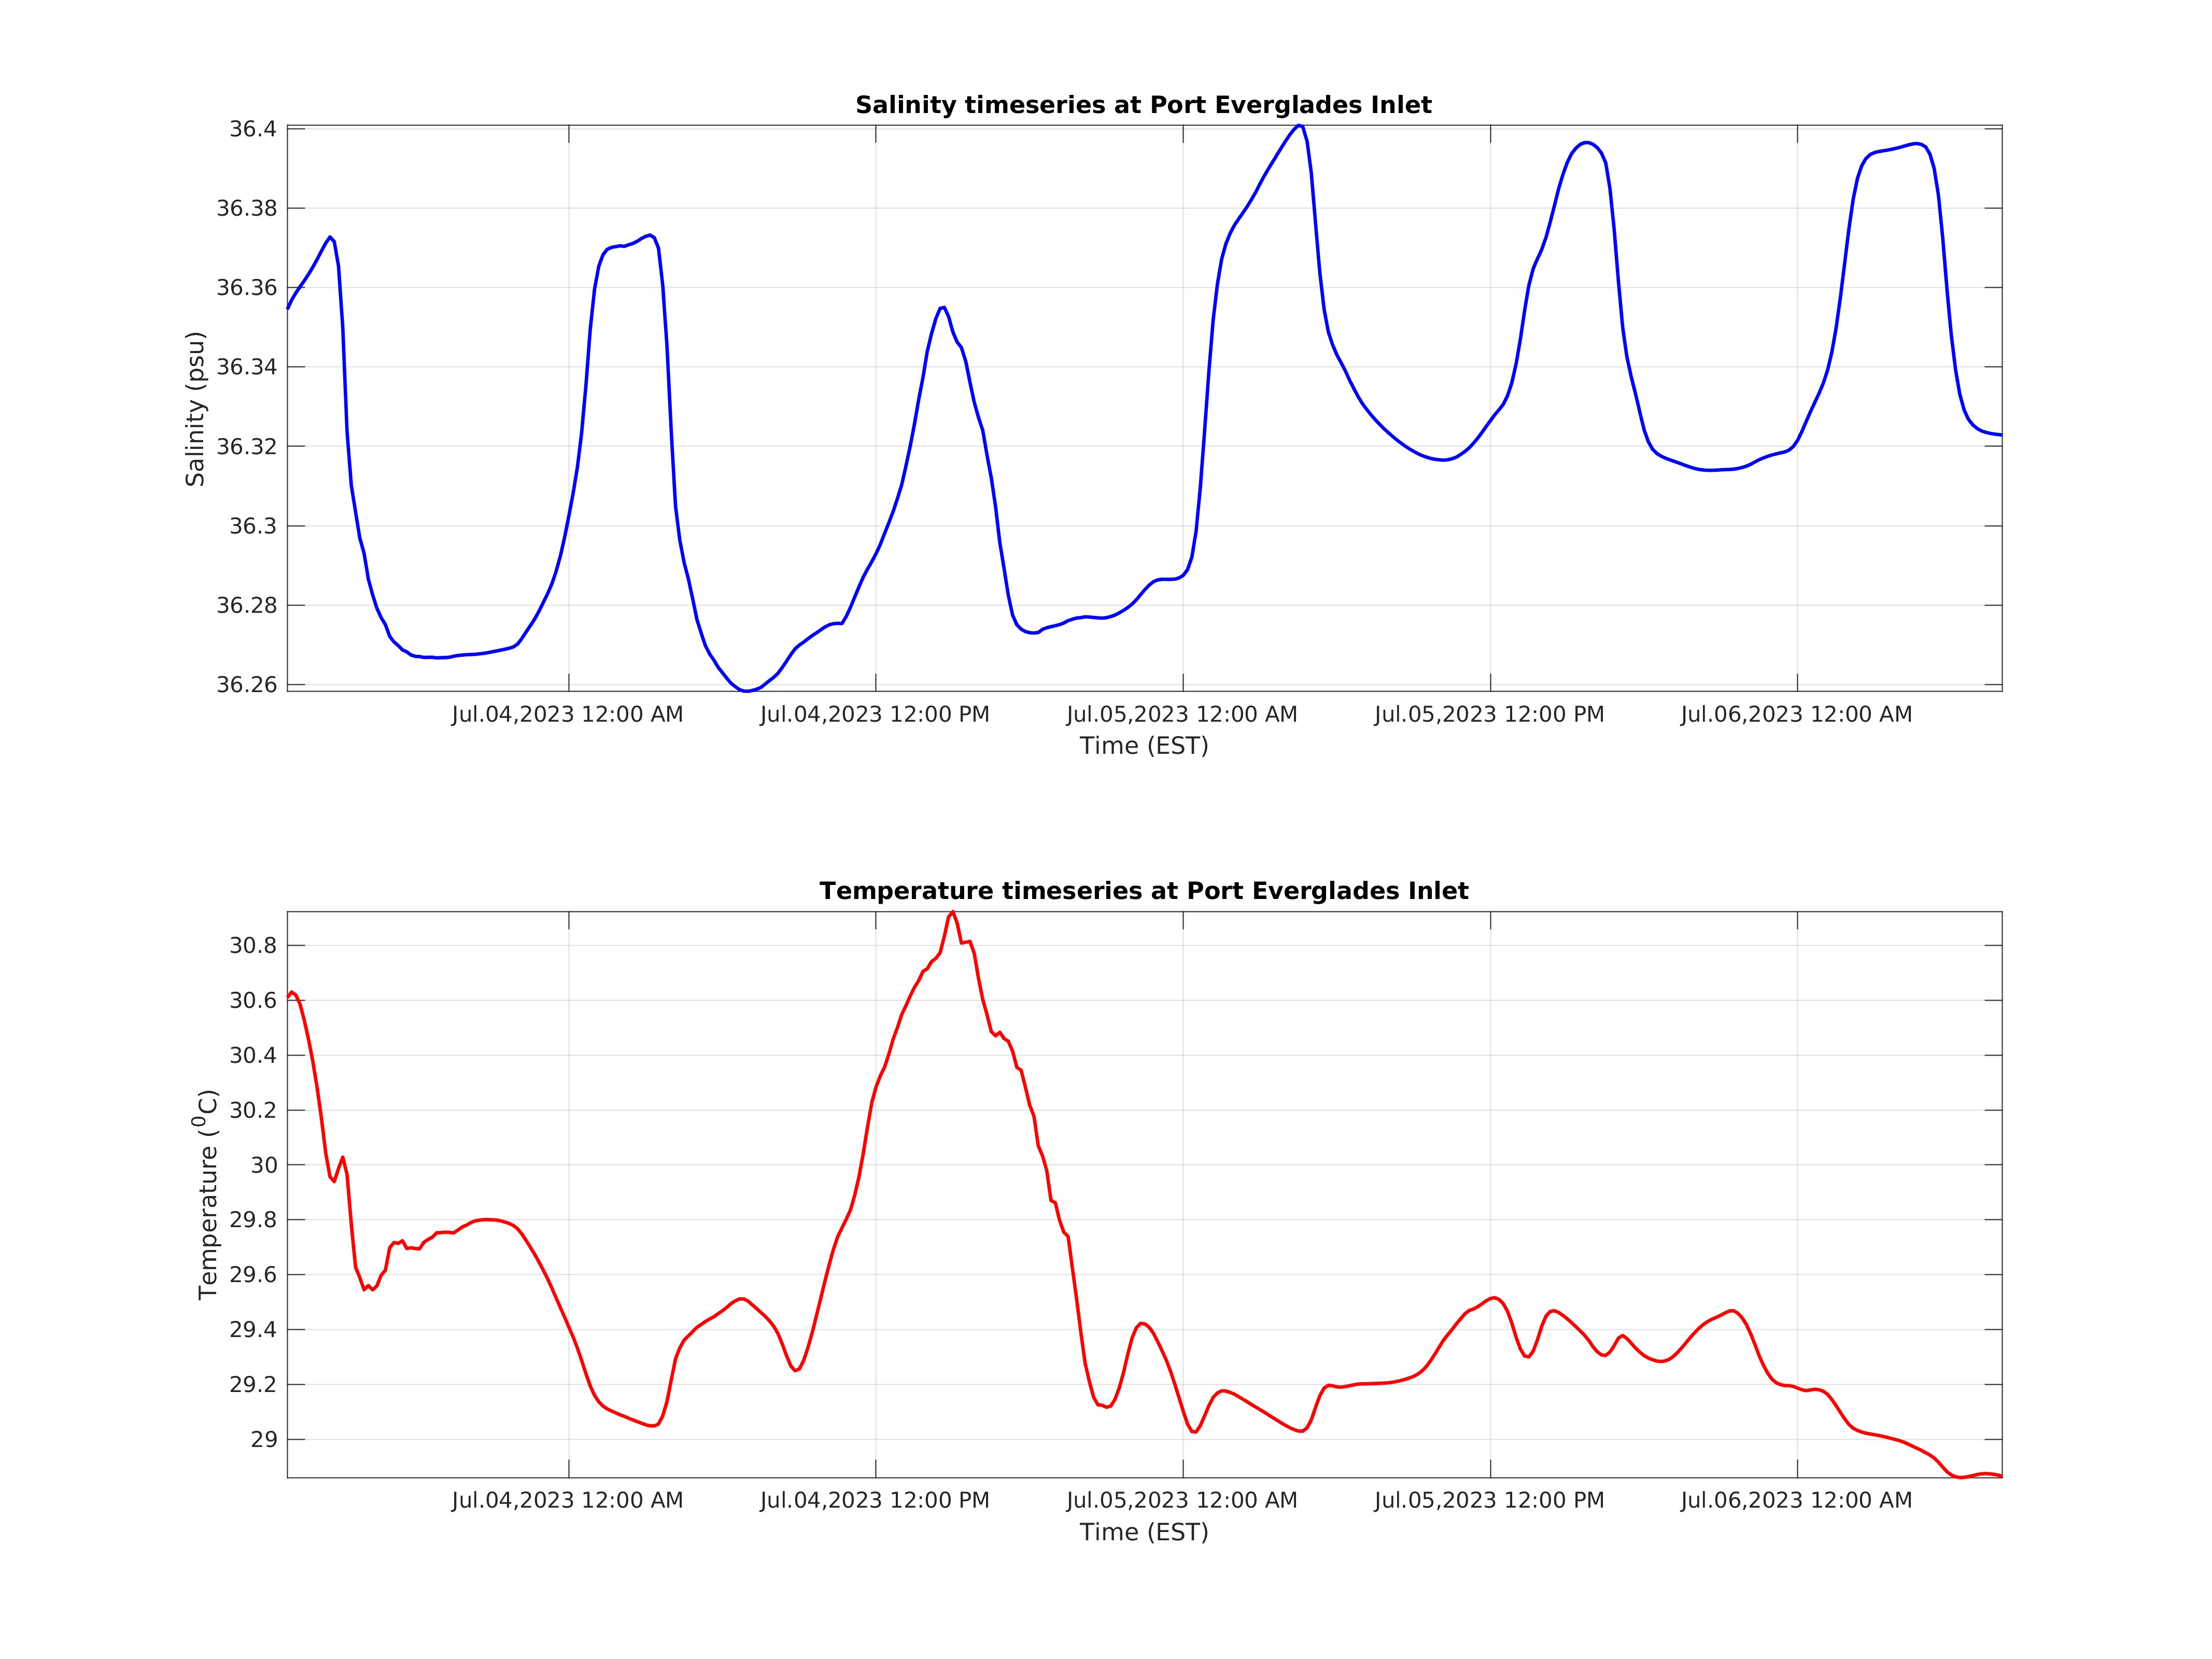 Salinity timeseries at Port Everglades Inlet
36.4
36.38
36.36
36.34
36.32
36.3
36.28
36.26
Salinity (psu)
Jul.04,2023 12:00 AM
Jul.04,2023 12:00 PM
Jul.05,2023 12:00 AM
Jul.05,2023 12:00 PM
Jul.06,2023 12:00 AM
Time (EST)
Temperature timeseries at Port Everglades Inlet
30.8
30.6
30.4
30.2
30
29.8
29.6
29.4
29.2
29
Temperature (⁰C)
Jul.04,2023 12:00 AM
Jul.04,2023 12:00 PM
Jul.05,2023 12:00 AM
Jul.05,2023 12:00 PM
Jul.06,2023 12:00 AM
Time (EST)